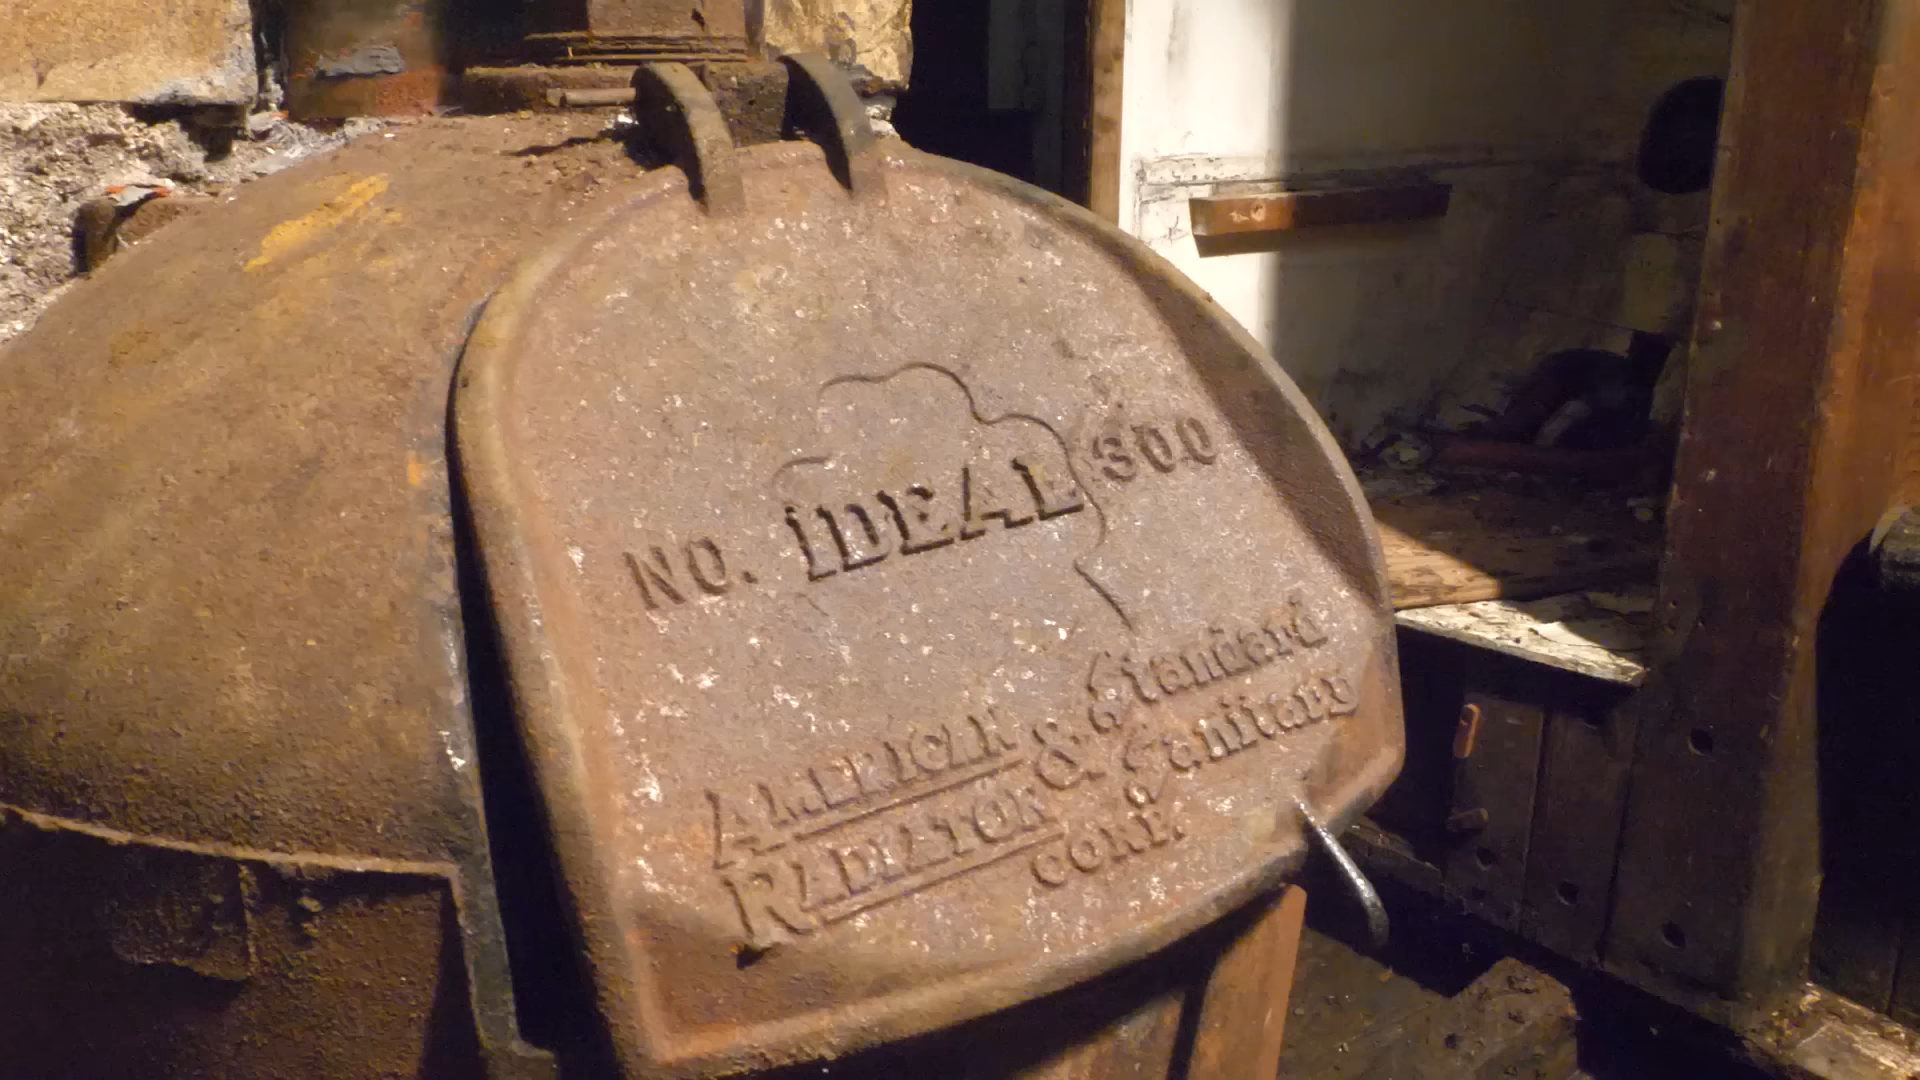 NO. IDEAL 300
AMERICAN & Standard
RADIATOR & Sanitary
CORP.